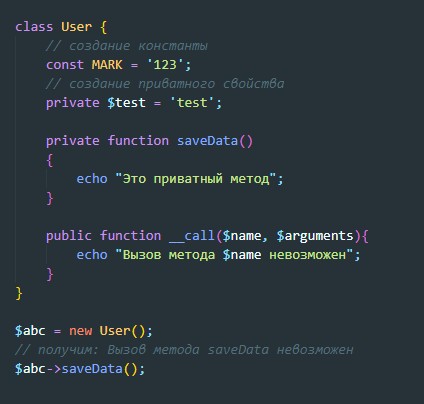 class User {
// создание константы
const MARK = '123';
// создание приватного свойства
private $test = 'test';
private function saveData()
{
echo "Это приватный метод";
}
public function __call($name, $arguments){
echo "Вызов метода $name невозможен";
}
}
$abc = new User();
// получим: Вызов метода saveData невозможен
$abc->saveData();